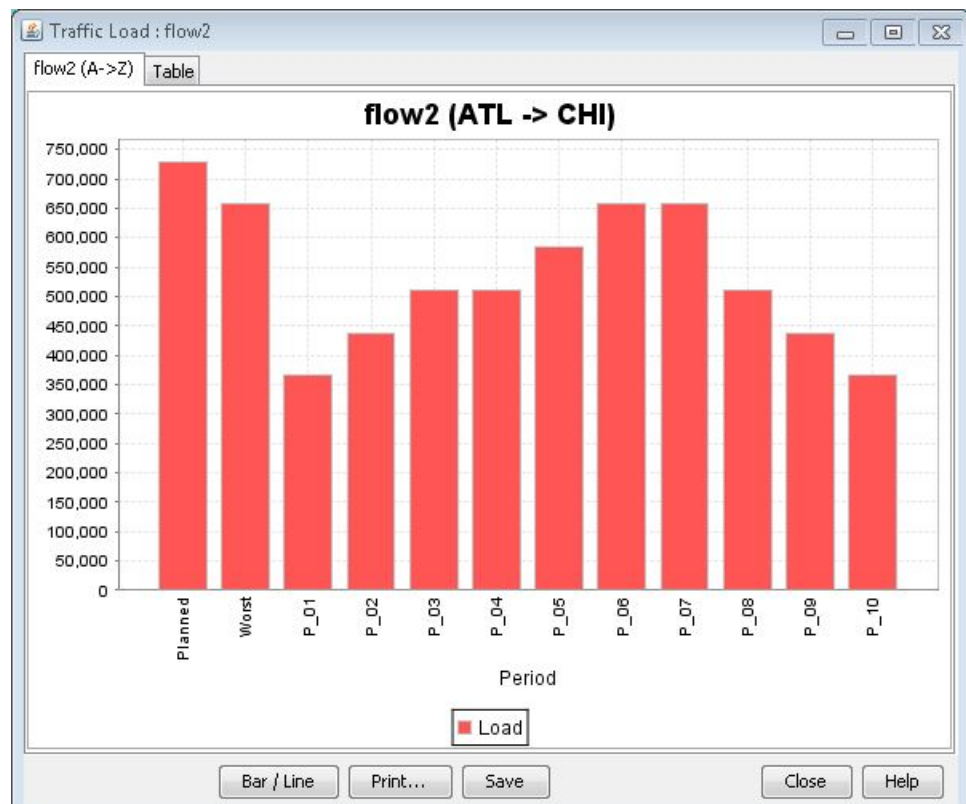 Traffic Load : flow2
flow2 (A->Z) Table
flow2 (ATL -> CHI)
750,000
700,000
650,000
600,000
550,000
500,000
450,000
400,000
350,000
300,000
250,000
200,000
150,000
100,000
50,000
0
Planned Worst P_01 P_02 P_03 P_04 P_05 P_06 P_07 P_08 P_09 P_10
Period
Load
Bar / Line Print... Save Close Help